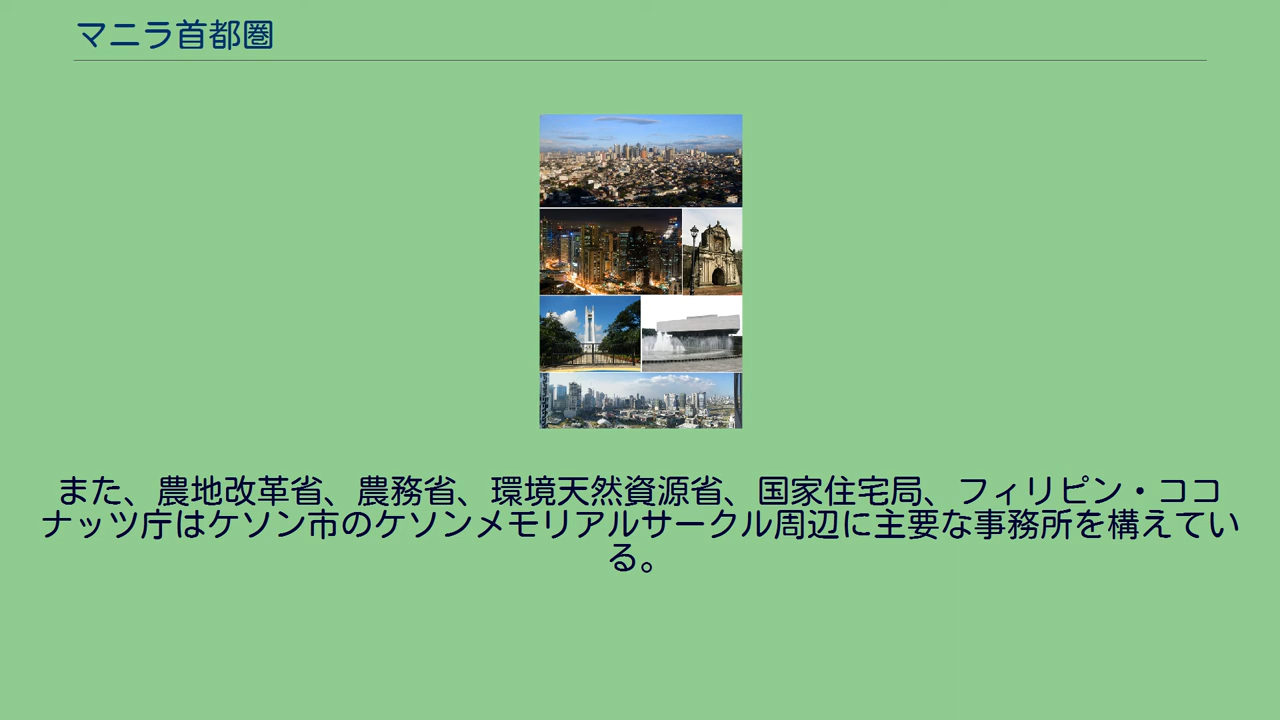 マニラ首都圏
また、農地改革省、農務省、環境天然資源省、国家住宅局、フィリピン・ココ
ナッツ庁はケソン市のケソンメモリアルサークル周辺に主要な事務所を構えてい
る。